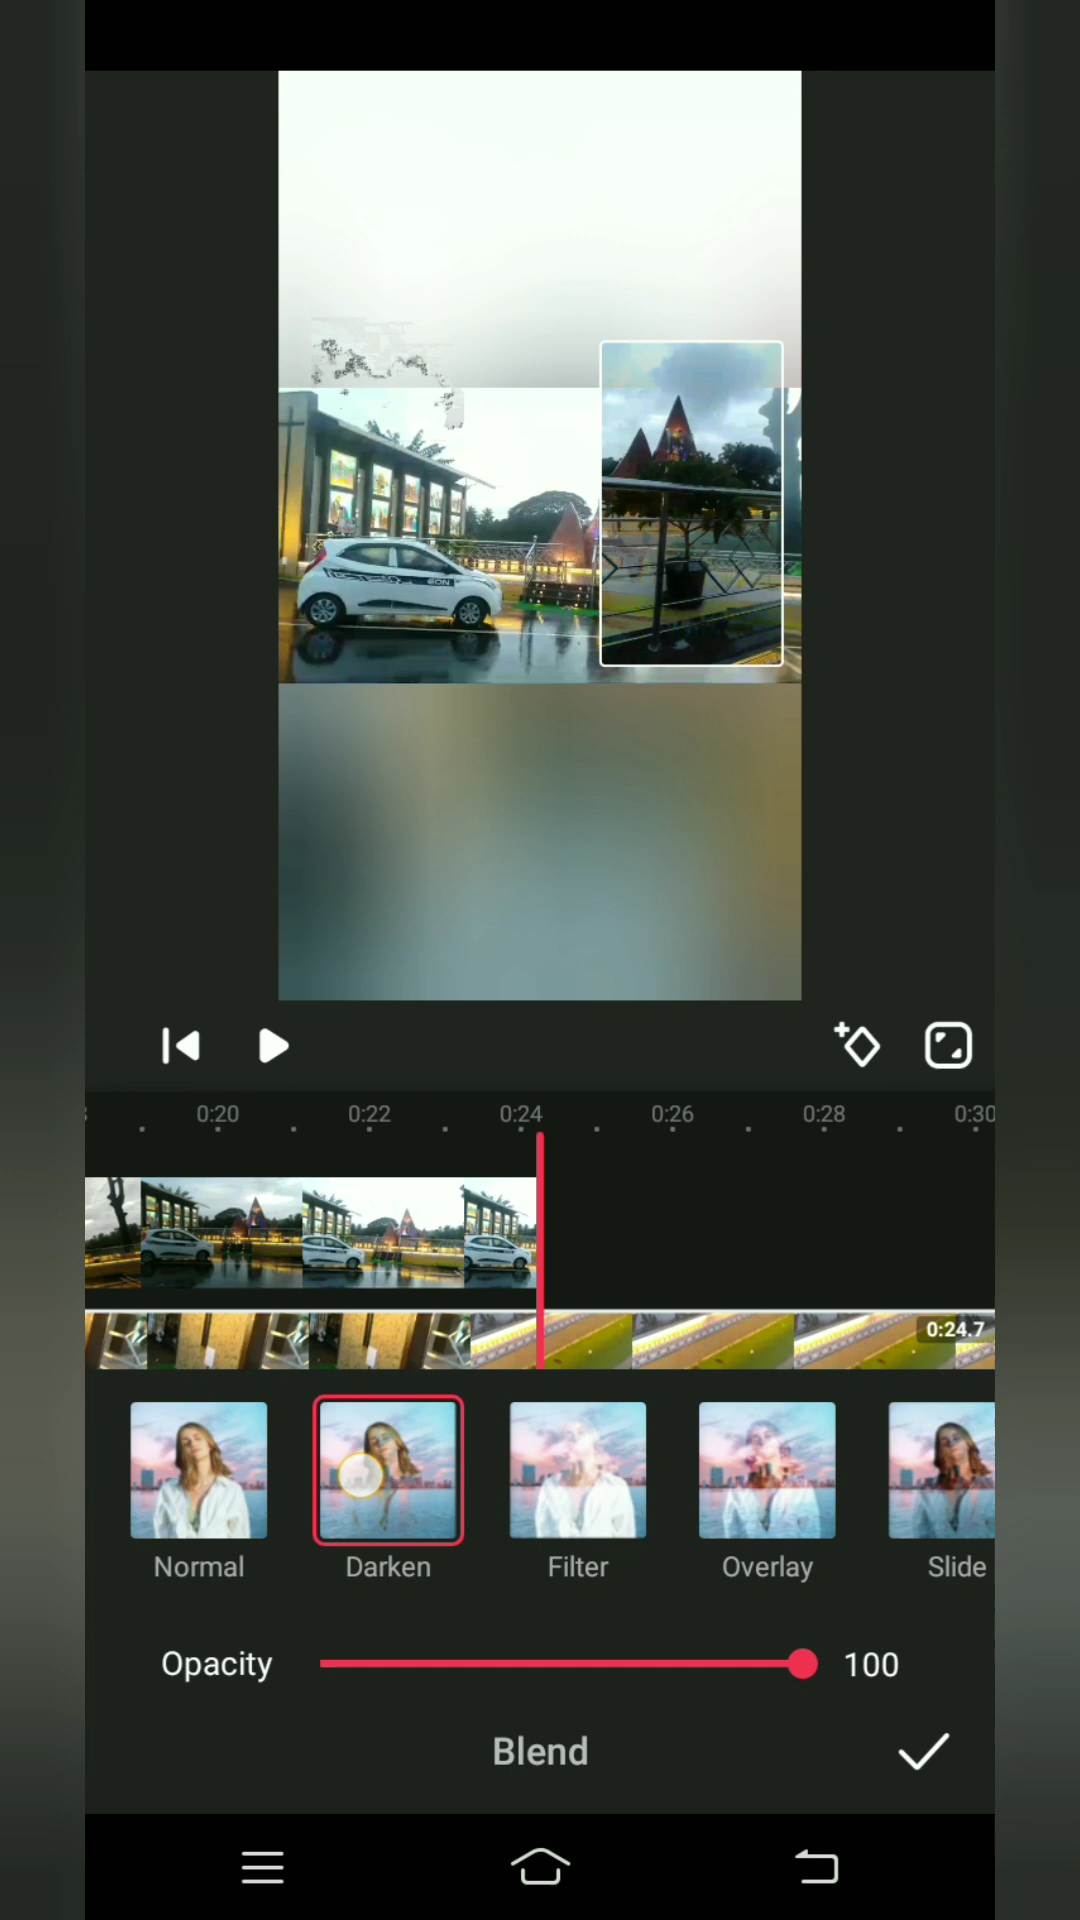 EON
0:20 0:22 0:24 0:26 0:28 0:30
0:24.7
Normal Darken Filter Overlay Slide
Opacity 100
Blend